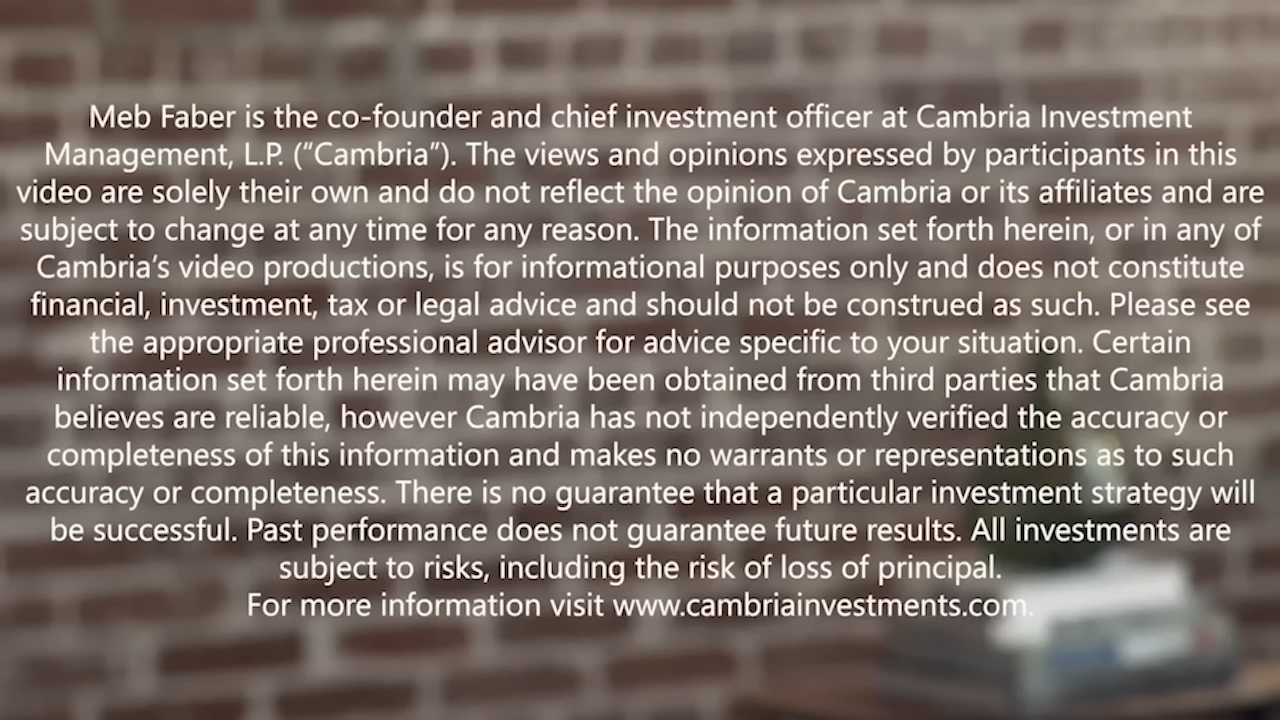 Meb Faber is the co-founder and chief investment officer at Cambria Investment
Management, L.P. (“Cambria”). The views and opinions expressed by participants in this
video are solely their own and do not reflect the opinion of Cambria or its affiliates and are
subject to change at any time for any reason. The information set forth herein, or in any of
Cambria’s video productions, is for informational purposes only and does not constitute
financial, investment, tax or legal advice and should not be construed as such. Please see
the appropriate professional advisor for advice specific to your situation. Certain
information set forth herein may have been obtained from third parties that Cambria
believes are reliable, however Cambria has not independently verified the accuracy or
completeness of this information and makes no warrants or representations as to such
accuracy or completeness. There is no guarantee that a particular investment strategy will
be successful. Past performance does not guarantee future results. All investments are
subject to risks, including the risk of loss of principal.
For more information visit www.cambriainvestments.com.